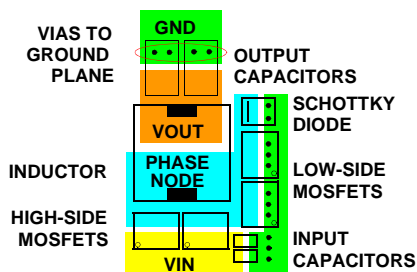 GND
VIAS TO
GROUND
PLANE
OUTPUT
CAPACITORS
SCHOTTKY
DIODE
VOUT
INDUCTOR
PHASE
NODE
LOW-SIDE
MOSFETS
HIGH-SIDE
MOSFETS
INPUT
CAPACITORS
VIN